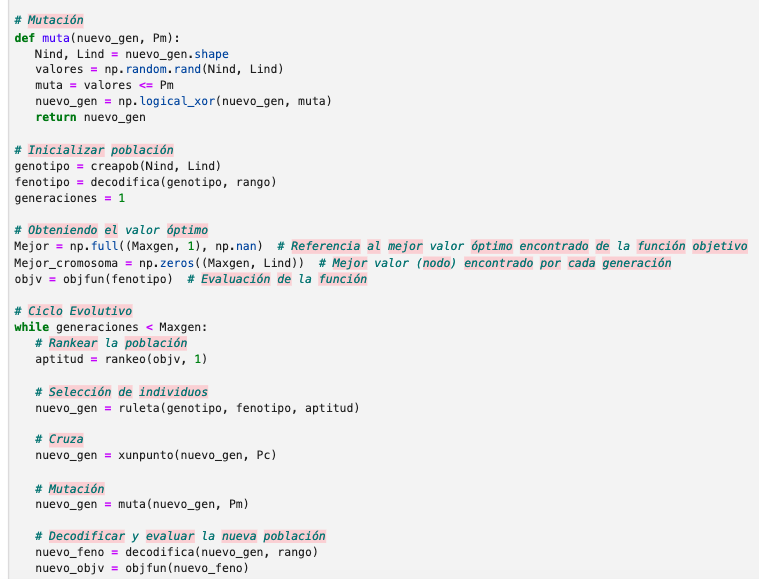 # Mutación
def muta(nuevo_gen, Pm):
   Nind, Lind = nuevo_gen.shape
   valores = np.random.rand(Nind, Lind)
   muta = valores <= Pm
   nuevo_gen = np.logical_xor(nuevo_gen, muta)
   return nuevo_gen

# Inicializar población
genotipo = creapob(Nind, Lind)
fenotipo = decodifica(genotipo, rango)
generaciones = 1

# Obteniendo el valor óptimo
Mejor = np.full((Maxgen, 1), np.nan)  # Referencia al mejor valor óptimo encontrado de la función objetivo
Mejor_cromosoma = np.zeros((Maxgen, Lind))  # Mejor valor (nodo) encontrado por cada generación
objv = objfun(fenotipo)  # Evaluación de la función

# Ciclo Evolutivo
while generaciones < Maxgen:
   # Rankear la población
   aptitud = rankeo(objv, 1)

   # Selección de individuos
   nuevo_gen = ruleta(genotipo, fenotipo, aptitud)

   # Cruza
   nuevo_gen = xunpunto(nuevo_gen, Pc)

   # Mutación
   nuevo_gen = muta(nuevo_gen, Pm)

   # Decodificar y evaluar la nueva población
   nuevo_feno = decodifica(nuevo_gen, rango)
   nuevo_objv = objfun(nuevo_feno)